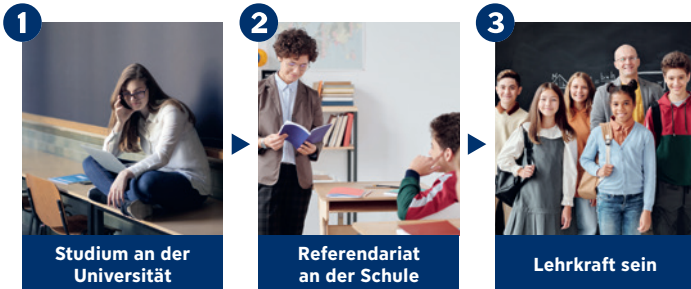 1
2
3
Studium an der
Universität
Referendariat
an der Schule
Lehrkraft sein